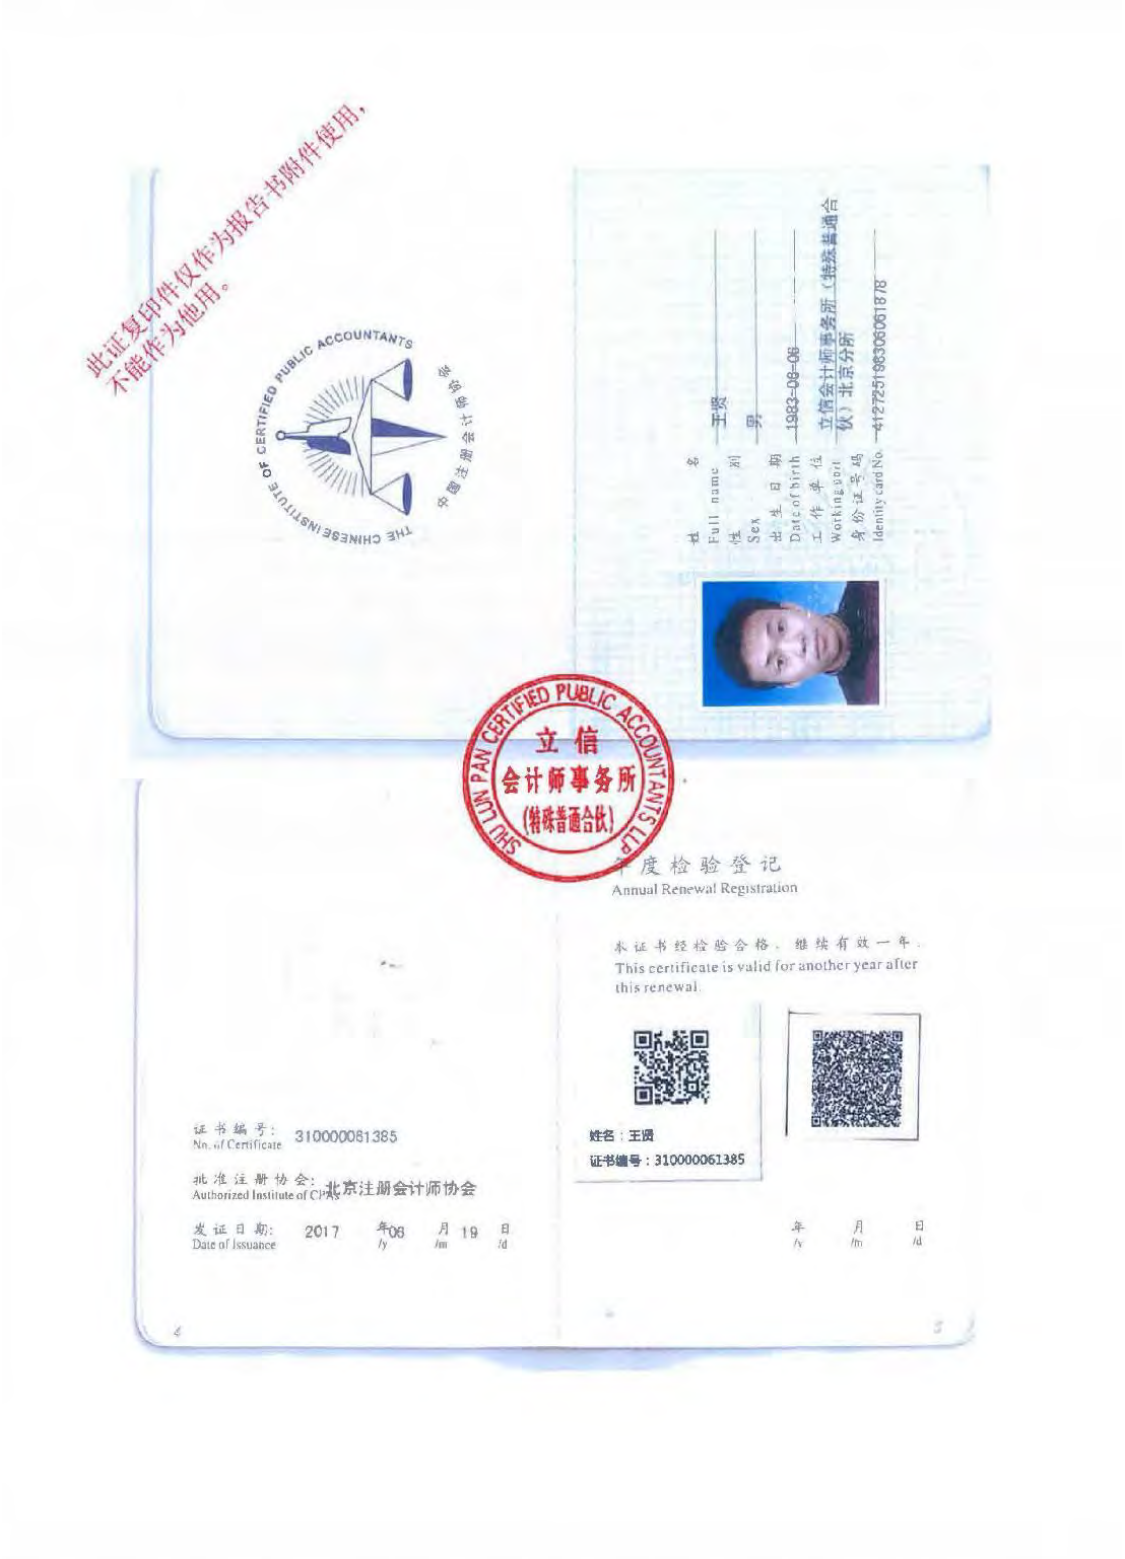 此证复印件仅作为报告书附件使用，
不能作为他用。
THE CHINESE INSTITUTE OF CERTIFIED PUBLIC ACCOUNTANTS
中国注册会计师协会
姓 名 王贤
Full name
性 别 男
Sex
出 生 日 期 1983-06-06
Date of birth
工 作 单 位 立信会计师事务所（特殊普通合
Working unit 伙）北京分所
身 份 证 号 码 412725198306061878
Identity card No.
SHU LUN PAN CERTIFIED PUBLIC ACCOUNTANTS LLP
立信
会计师事务所
(特殊普通合伙)
年度检验登记
Annual Renewal Registration
本证书经检验合格，继续有效一年．
This certificate is valid for another year after
this renewal.
证书编号： 310000061385
No. of Certificate
批准注册协会： 北京注册会计师协会
Authorized Institute of CPAs
发证日期： 2017 年 06 月 19 日
Date of Issuance /y /m /d
姓名：王贤
证书编号：310000061385
年 月 日
/y /m /d
4
5